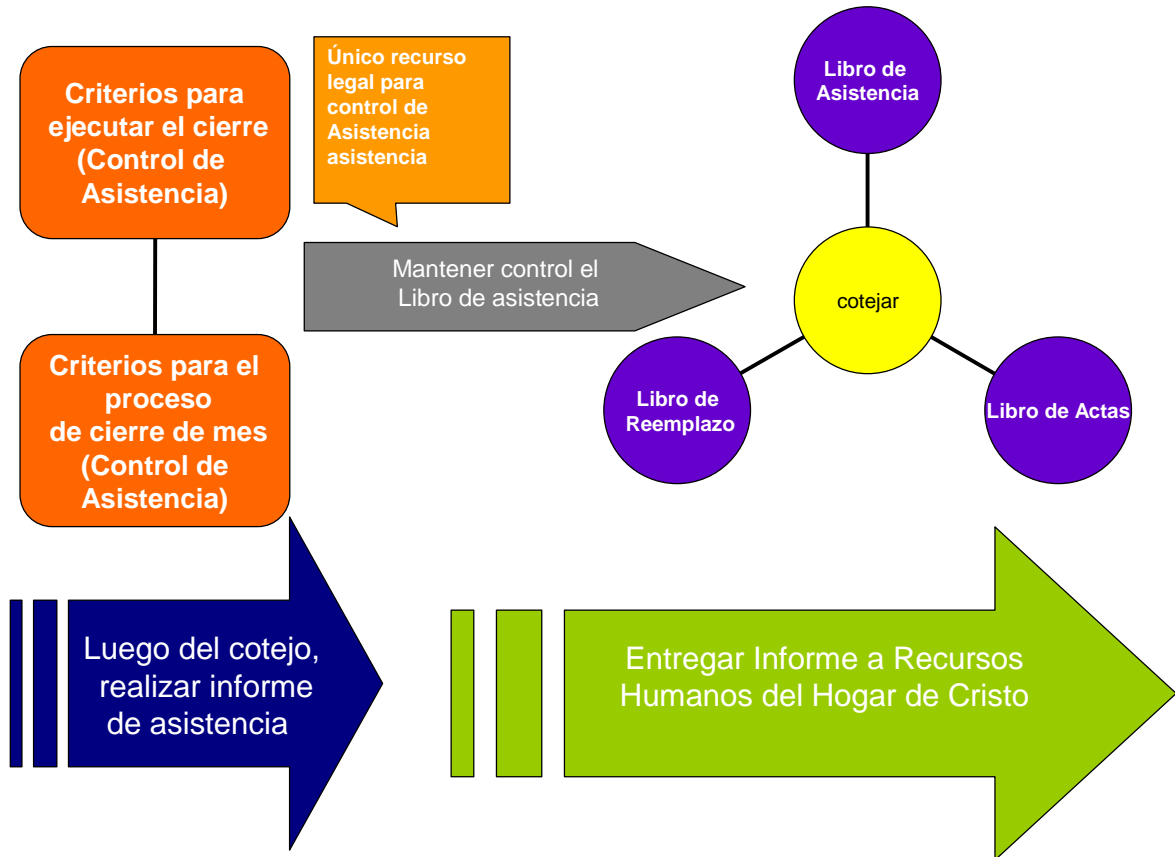 Criterios para
ejecutar el cierre
(Control de
Asistencia)
Único recurso
legal para
control de
Asistencia
asistencia
Libro de
Asistencia
Mantener control el
Libro de asistencia
cotejar
Criterios para el
proceso
de cierre de mes
(Control de
Asistencia)
Libro de
Reemplazo
Libro de Actas
Luego del cotejo,
realizar informe
de asistencia
Entregar Informe a Recursos
Humanos del Hogar de Cristo